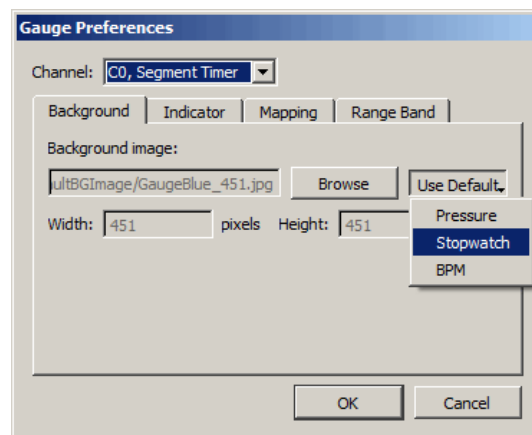 Gauge Preferences
Channel: C0, Segment Timer
Background Indicator Mapping Range Band
Background image:
ultBGImage/GaugeBlue_451.jpg Browse Use Default
Width: 451 pixels Height: 451
Pressure
Stopwatch
BPM
OK Cancel